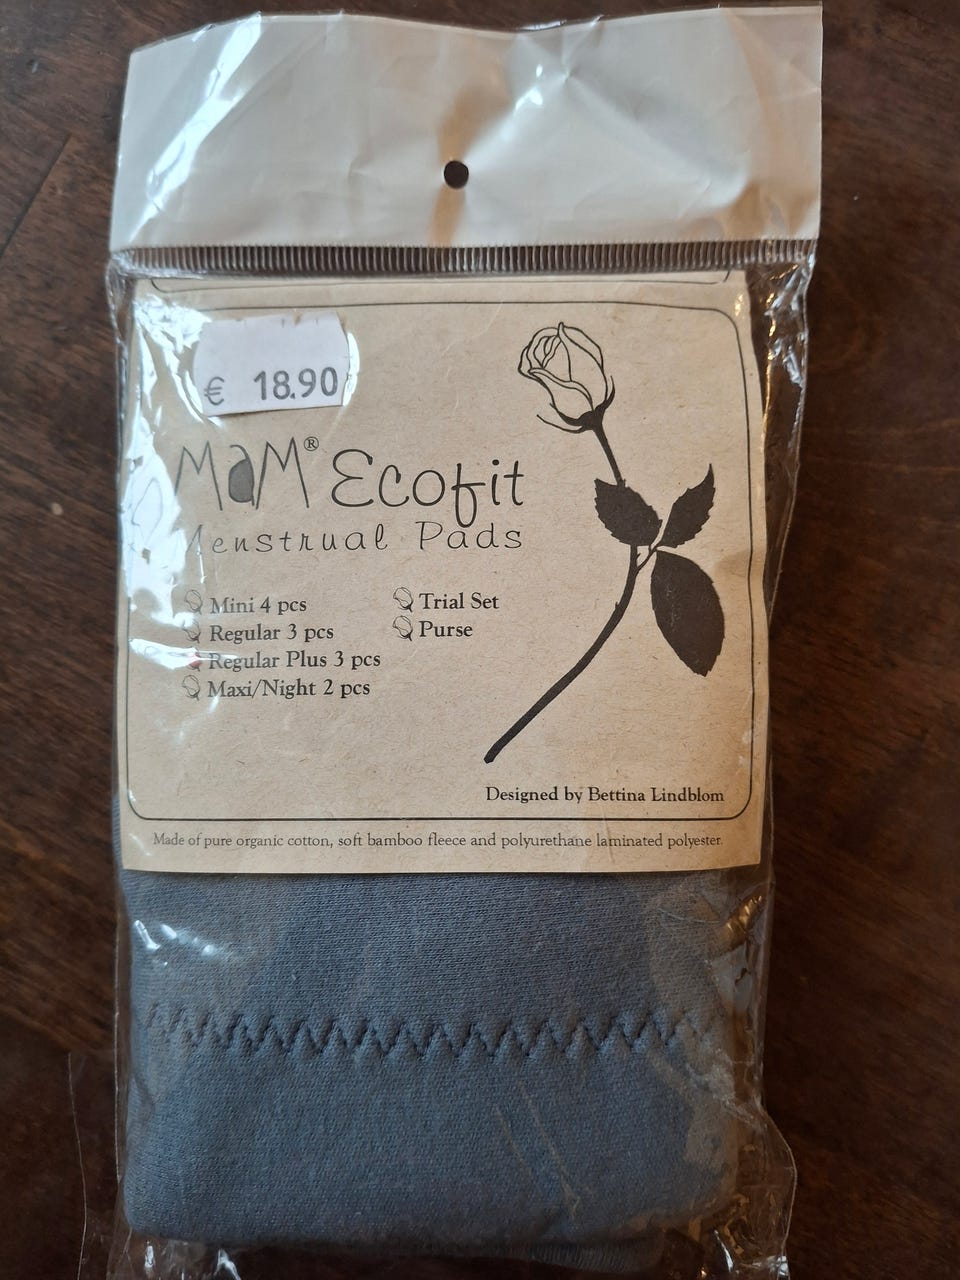 € 18.90
MaM® Ecofit
Menstrual Pads
Mini 4 pcs
Regular 3 pcs
Regular Plus 3 pcs
Maxi/Night 2 pcs
Trial Set
Purse
Designed by Bettina Lindblom
Made of pure organic cotton, soft bamboo fleece and polyurethane laminated polyester.